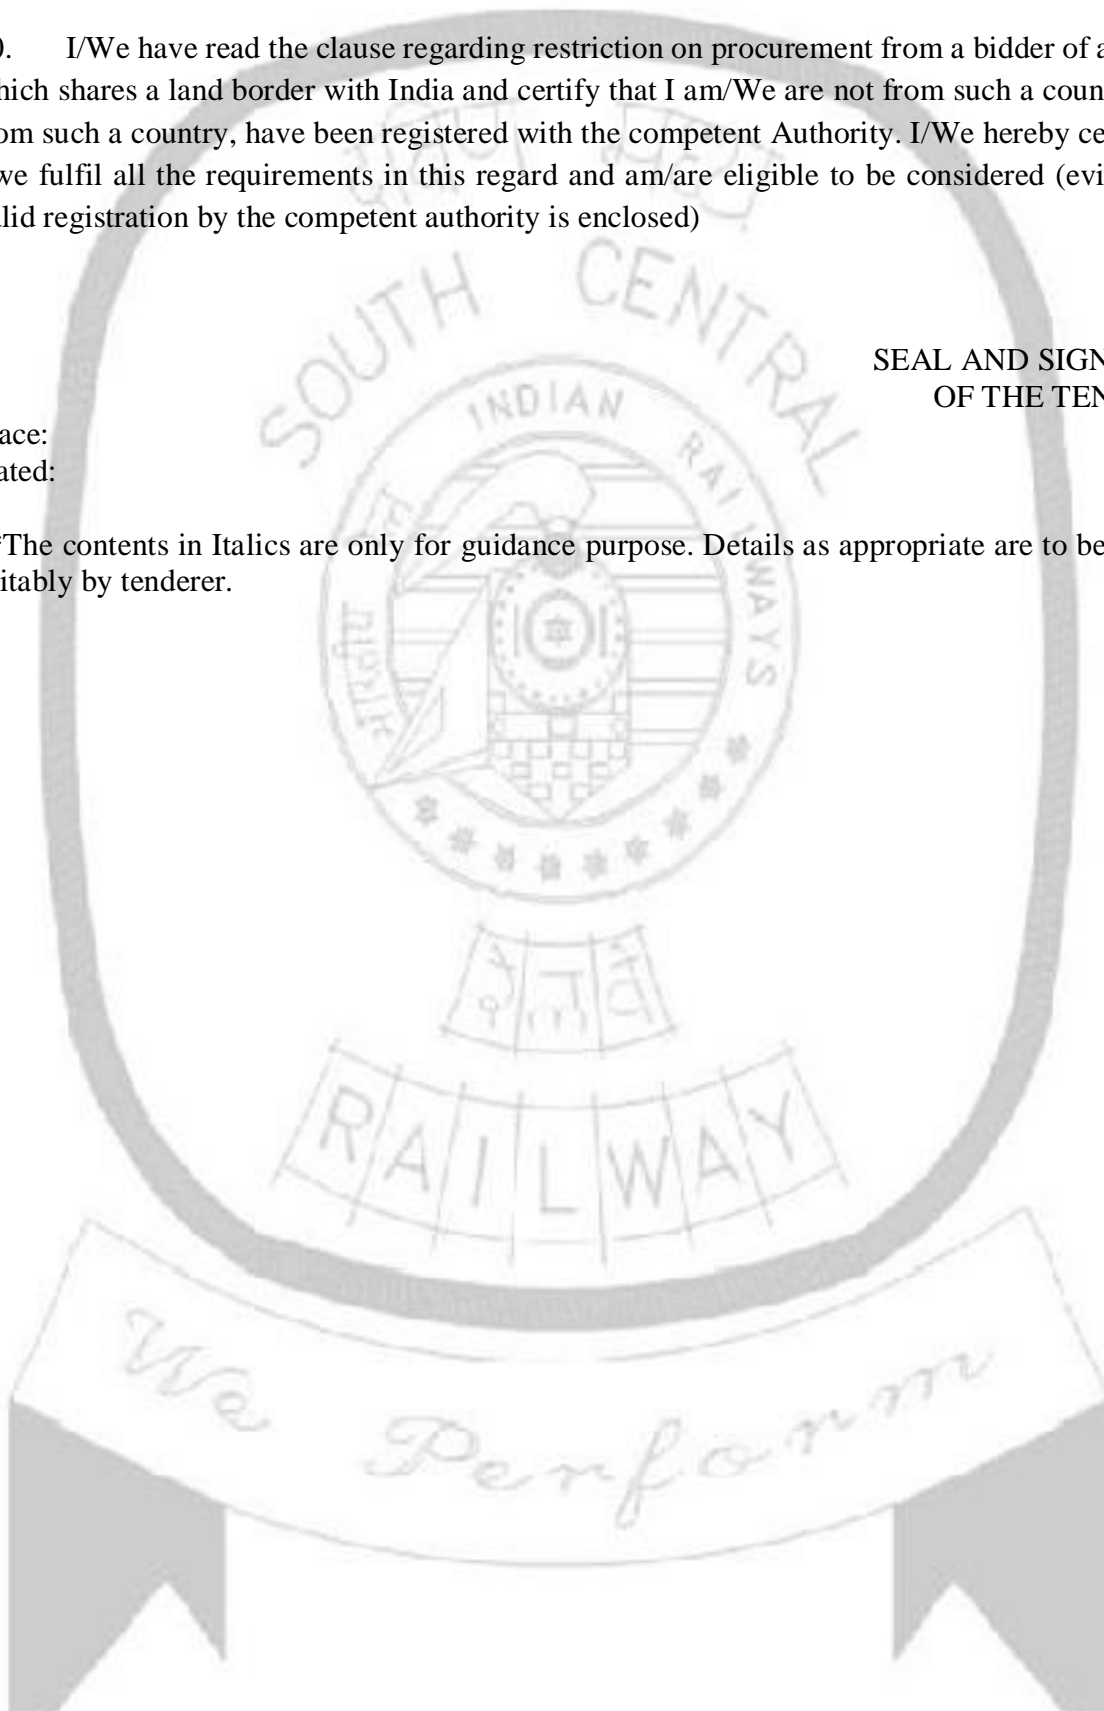 0. I/We have read the clause regarding restriction on procurement from a bidder of a
hich shares a land border with India and certify that I am/We are not from such a coun
om such a country, have been registered with the competent Authority. I/We hereby ce
we fulfil all the requirements in this regard and am/are eligible to be considered (evi
lid registration by the competent authority is enclosed)
SOUTH CENTRAL
SEAL AND SIGN
OF THE TEN
INDIAN RAILWAYS
ace:
ated:
*The contents in Italics are only for guidance purpose. Details as appropriate are to be
itably by tenderer.
RAILWAY
We Perform